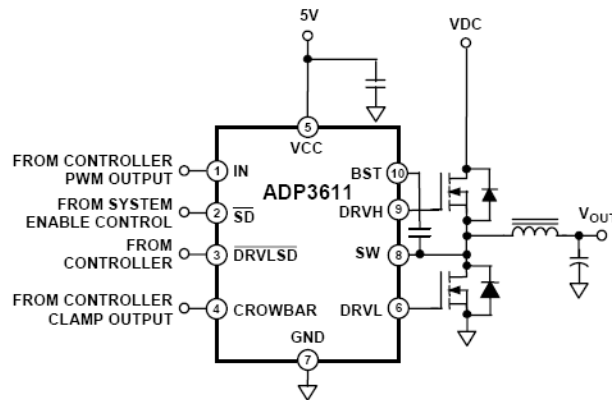 5V
VDC
5
VCC
FROM CONTROLLER
PWM OUTPUT
1
IN
BST
10
ADP3611
FROM SYSTEM
ENABLE CONTROL
2
SD
DRVH
9
VOUT
FROM
CONTROLLER
3
DRVLSD
SW
8
FROM CONTROLLER
CLAMP OUTPUT
4
CROWBAR
DRVL
6
GND
7